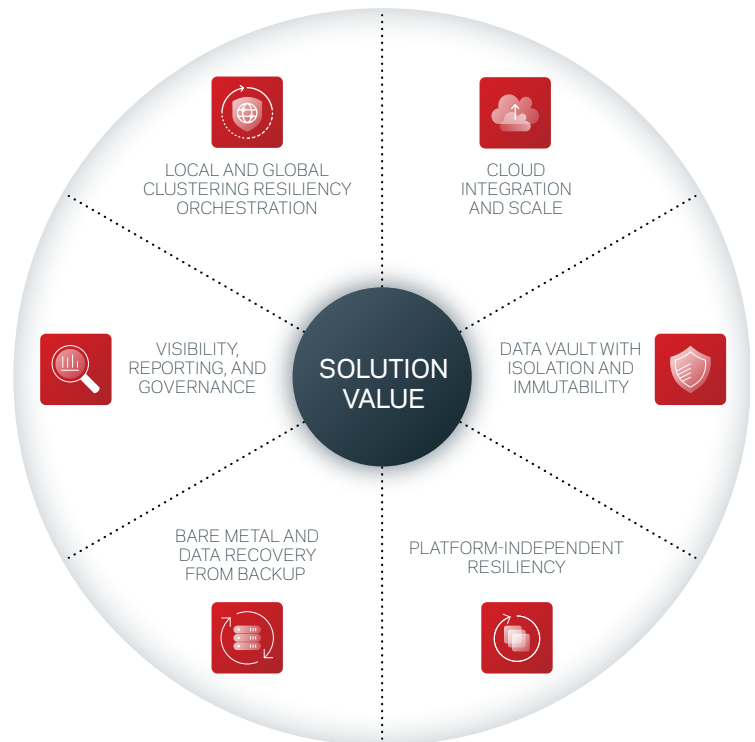 LOCAL AND GLOBAL
CLUSTERING RESILIENCY
ORCHESTRATION
CLOUD
INTEGRATION
AND SCALE
VISIBILITY,
REPORTING, AND
GOVERNANCE
SOLUTION
VALUE
DATA VAULT WITH
ISOLATION AND
IMMUTABILITY
BARE METAL AND
DATA RECOVERY
FROM BACKUP
PLATFORM-INDEPENDENT
RESILIENCY